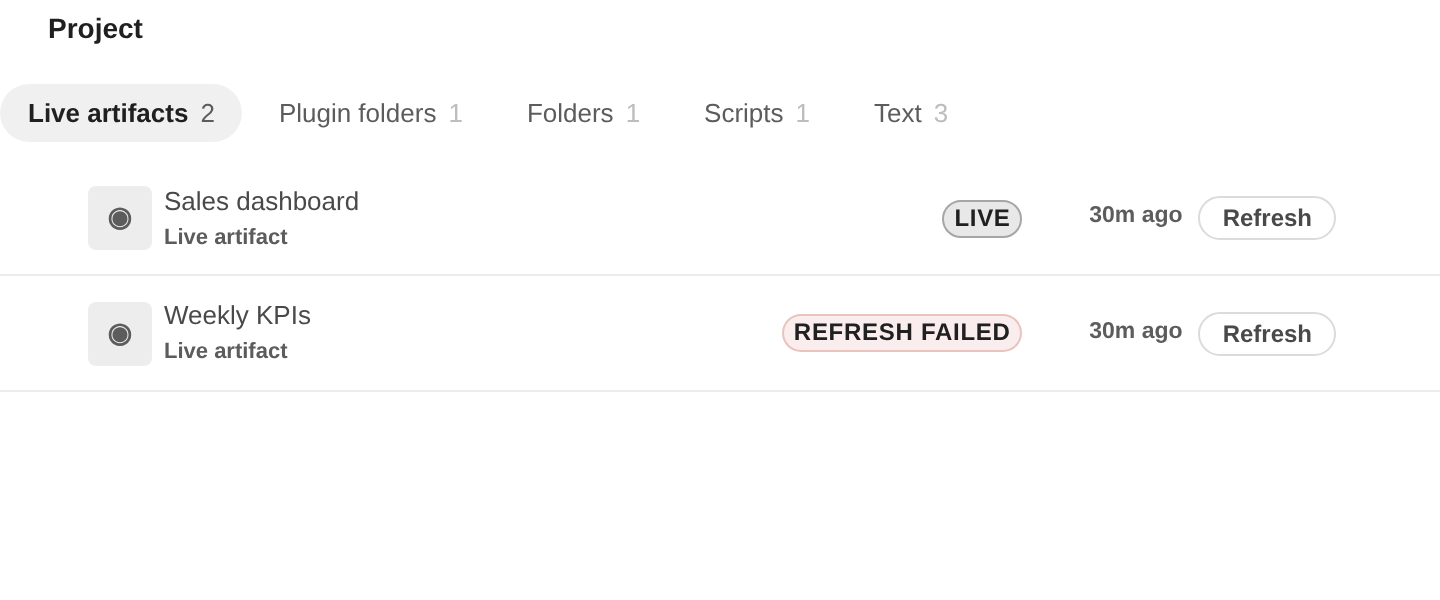 Project
Live artifacts 2 Plugin folders 1 Folders 1 Scripts 1 Text 3
Sales dashboard
Live artifact
LIVE 30m ago Refresh
Weekly KPIs
Live artifact
REFRESH FAILED 30m ago Refresh